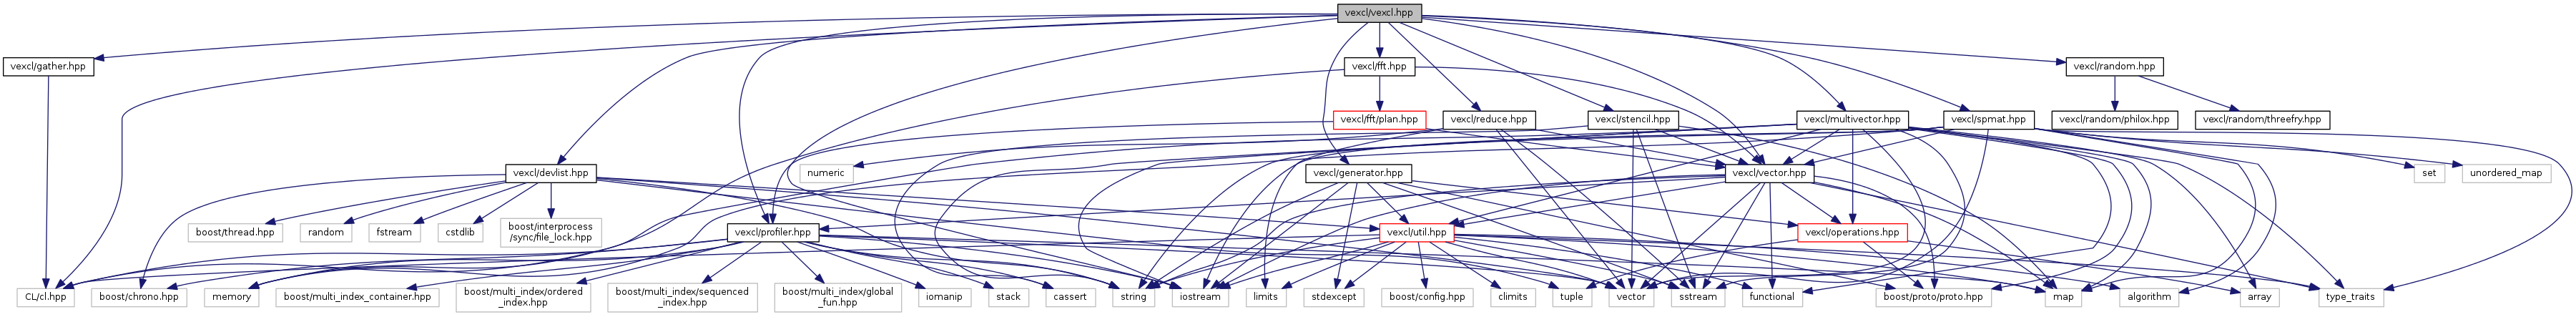 vexcl/vexcl.hpp
vexcl/gather.hpp
vexcl/fft.hpp
vexcl/random.hpp
vexcl/fft/plan.hpp
vexcl/reduce.hpp
vexcl/stencil.hpp
vexcl/multivector.hpp
vexcl/spmat.hpp
vexcl/random/philox.hpp
vexcl/random/threefry.hpp
vexcl/devlist.hpp
numeric
vexcl/generator.hpp
vexcl/vector.hpp
set
unordered_map
boost/thread.hpp
random
fstream
cstdlib
boost/interprocess
/sync/file_lock.hpp
vexcl/profiler.hpp
vexcl/util.hpp
vexcl/operations.hpp
CL/cl.hpp
boost/chrono.hpp
memory
boost/multi_index_container.hpp
boost/multi_index/ordered
_index.hpp
boost/multi_index/sequenced
_index.hpp
boost/multi_index/global
_fun.hpp
iomanip
stack
cassert
string
iostream
limits
stdexcept
boost/config.hpp
climits
tuple
vector
sstream
functional
boost/proto/proto.hpp
map
algorithm
array
type_traits